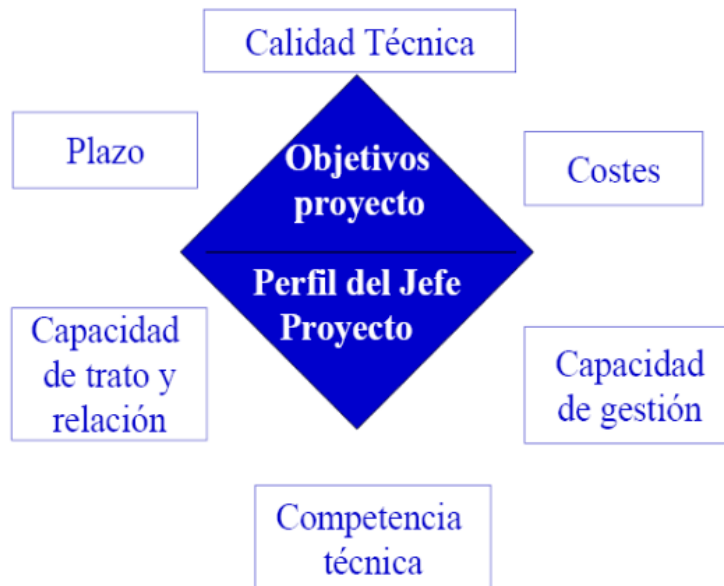 Calidad Técnica
Plazo
Objetivos
proyecto
Costes
Perfil del Jefe
Proyecto
Capacidad
de trato y
relación
Capacidad
de gestión
Competencia
técnica